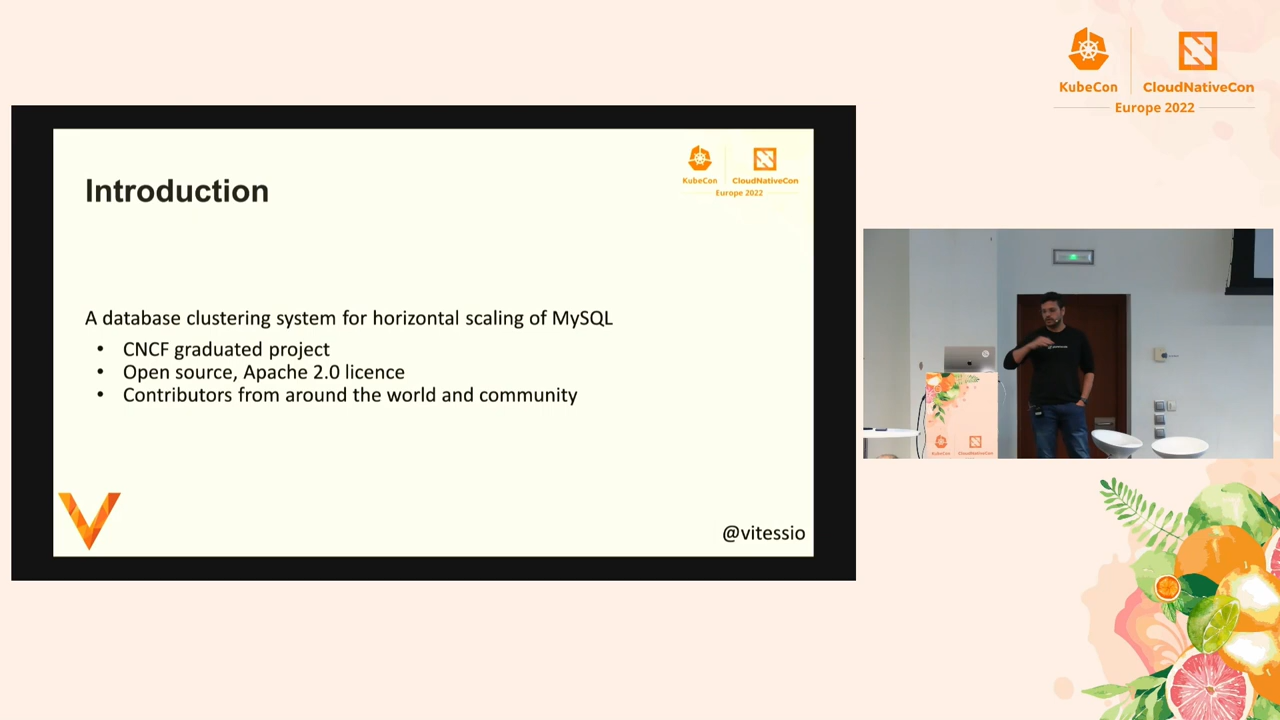 KubeCon
CloudNativeCon
Europe 2022
Introduction
KubeCon
CloudNativeCon
Europe 2022
A database clustering system for horizontal scaling of MySQL
• CNCF graduated project
• Open source, Apache 2.0 licence
• Contributors from around the world and community
@vitessio